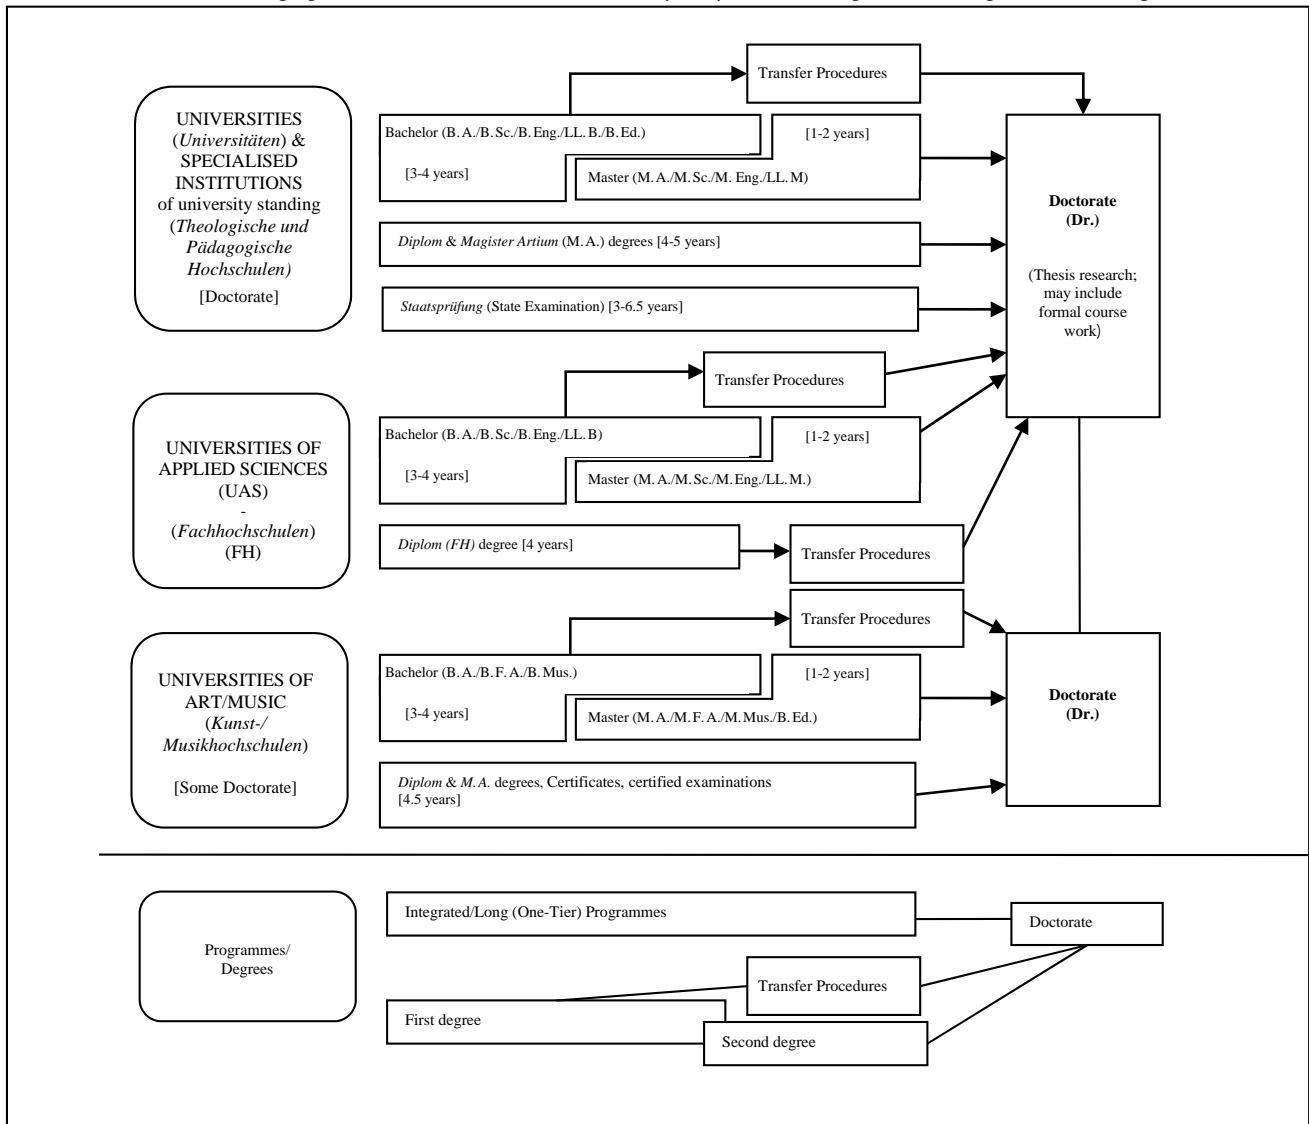 Transfer Procedures
UNIVERSITIES
(Universitäten) &
SPECIALISED
INSTITUTIONS
of university standing
(Theologische und
Pädagogische
Hochschulen)
[Doctorate]
Bachelor (B.A./B.Sc./B.Eng./LL.B./B.Ed.)
[1-2 years]
[3-4 years]
Master (M.A./M.Sc./M. Eng./LL.M)
Diplom & Magister Artium (M.A.) degrees [4-5 years]
Staatsprüfung (State Examination) [3-6.5 years]
Doctorate
(Dr.)
(Thesis research;
may include
formal course
work)
Transfer Procedures
UNIVERSITIES OF
APPLIED SCIENCES
(UAS)
-
(Fachhochschulen)
(FH)
Bachelor (B.A./B.Sc./B.Eng./LL.B)
[1-2 years]
[3-4 years]
Master (M.A./M.Sc./M.Eng./LL.M.)
Diplom (FH) degree [4 years]
Transfer Procedures
Transfer Procedures
UNIVERSITIES OF
ART/MUSIC
(Kunst-/
Musikhochschulen)
[Some Doctorate]
Bachelor (B.A./B.F.A./B.Mus.)
[1-2 years]
[3-4 years]
Master (M.A./M.F.A./M.Mus./B.Ed.)
Diplom & M.A. degrees, Certificates, certified examinations
[4.5 years]
Doctorate
(Dr.)
Programmes/
Degrees
Integrated/Long (One-Tier) Programmes
Doctorate
Transfer Procedures
First degree
Second degree